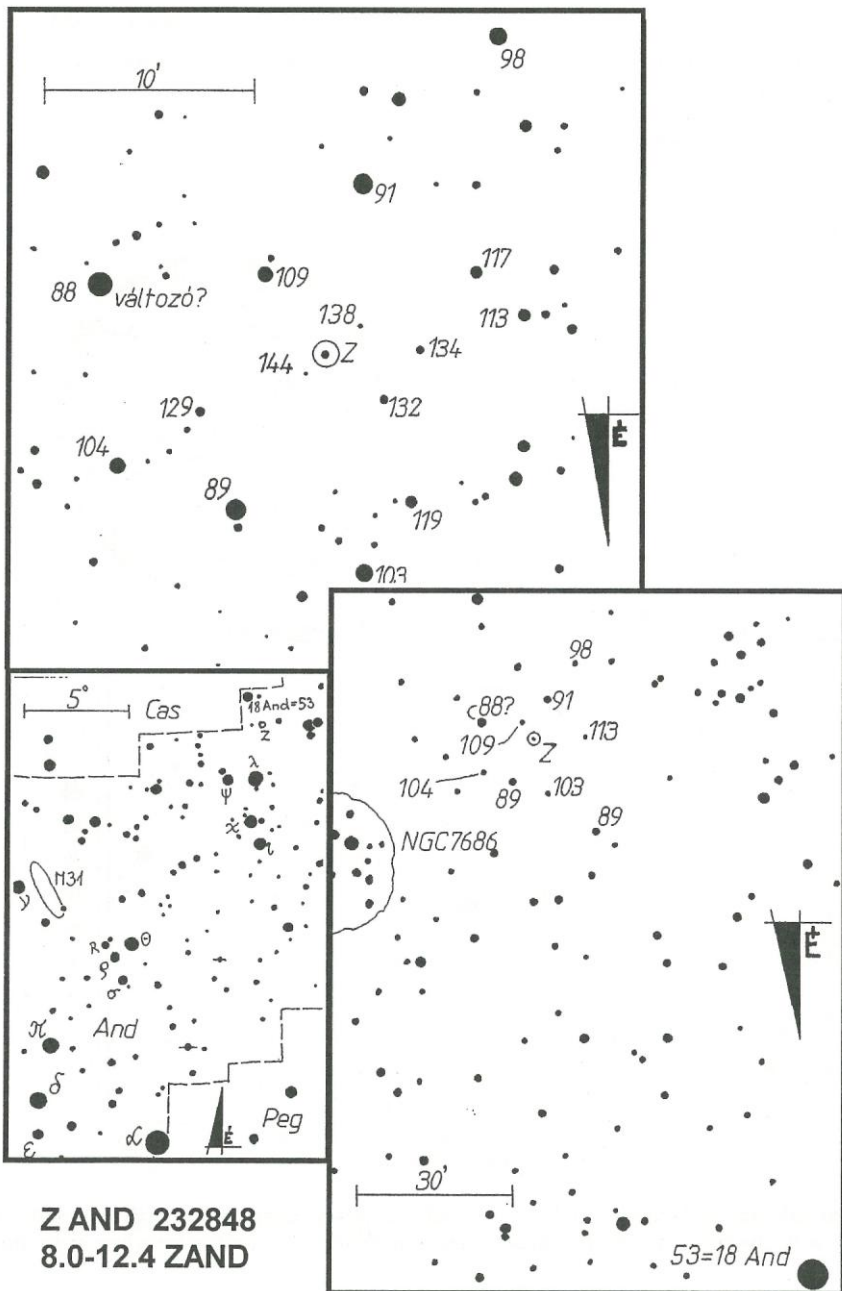 98
10'
91
117
109
88
változó?
113
138
Z
134
144
132
129
104
89
119
É
103
5°
Cas
18 And=53
Z
λ
ψ
ϰ
ι
M31
ν
R
Θ
ρ
σ
π
And
δ
ε
α
Peg
É
98
91
c88?
109
Z
113
104
89
103
89
NGC7686
É
30'
53=18 And
Z AND 232848
8.0-12.4 ZAND